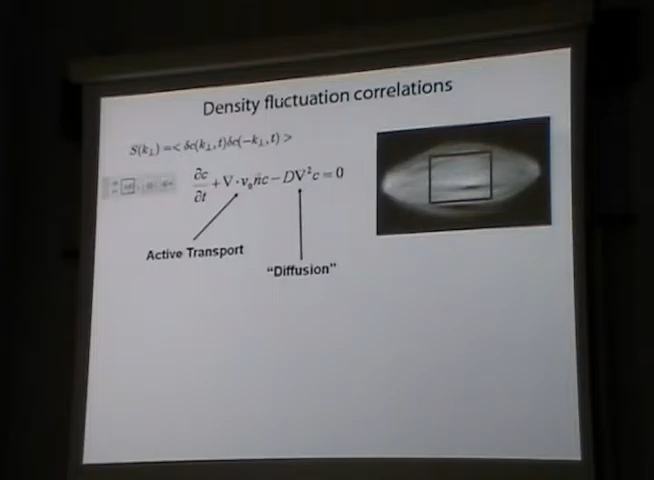 Density fluctuation correlations
S(k⊥) = < δc(k⊥,t)δc(−k⊥,t) >
∂c/∂t + ∇·v₀n̂c − D∇²c = 0
Active Transport
“Diffusion”